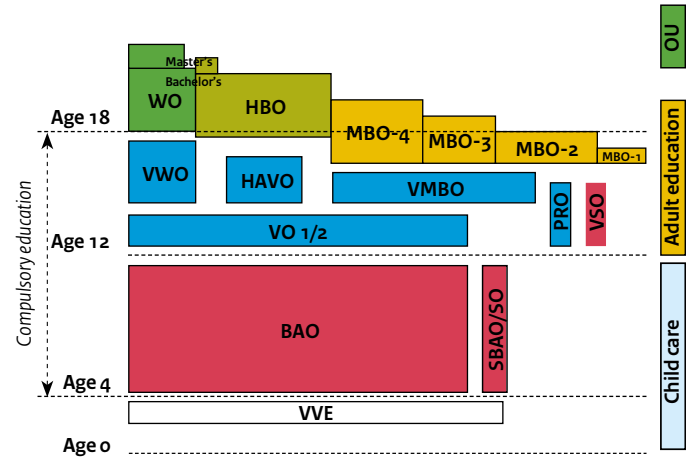 OU
Master's
Bachelor's
WO
HBO
Age 18
MBO-4
MBO-3
MBO-2
MBO-1
Adult education
VWO
HAVO
VMBO
PRO
VSO
Compulsory education
VO 1/2
Age 12
BAO
SBAO/SO
Child care
Age 4
VVE
Age 0